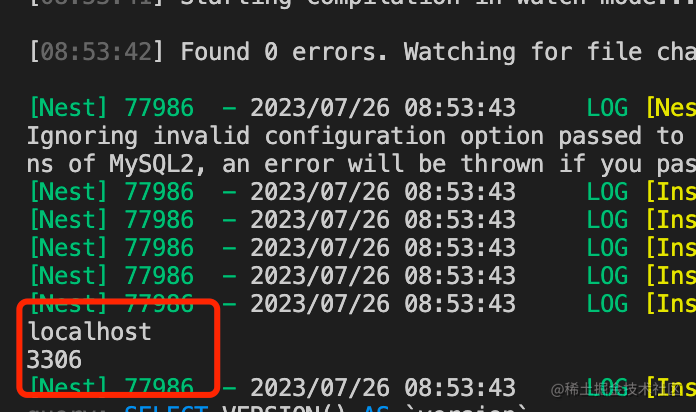 [08:53:41] Starting compilation in watch mode...
[08:53:42] Found 0 errors. Watching for file cha
[Nest] 77986  - 2023/07/26 08:53:43     LOG [Nes
Ignoring invalid configuration option passed to
ns of MySQL2, an error will be thrown if you pas
[Nest] 77986  - 2023/07/26 08:53:43     LOG [Ins
[Nest] 77986  - 2023/07/26 08:53:43     LOG [Ins
[Nest] 77986  - 2023/07/26 08:53:43     LOG [Ins
[Nest] 77986  - 2023/07/26 08:53:43     LOG [Ins
[Nest] 77986  - 2023/07/26 08:53:43     LOG [Ins
localhost
3306
[Nest] 77986  - 2023/07/26 08:53:43     LOG [Ins
query: SELECT VERSION() AS `version`
@稀土掘金技术社区